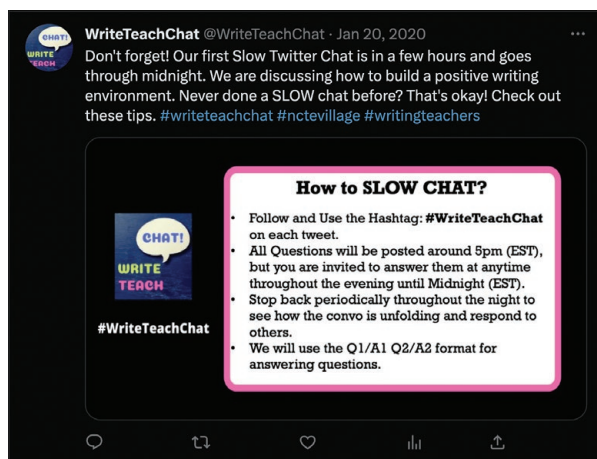 CHAT!
WRITE
TEACH
WriteTeachChat @WriteTeachChat · Jan 20, 2020
Don't forget! Our first Slow Twitter Chat is in a few hours and goes
through midnight. We are discussing how to build a positive writing
environment. Never done a SLOW chat before? That's okay! Check out
these tips. #writeteachchat #nctevillage #writingteachers
CHAT!
WRITE
TEACH
#WriteTeachChat
How to SLOW CHAT?
• Follow and Use the Hashtag: #WriteTeachChat
on each tweet.
• All Questions will be posted around 5pm (EST),
but you are invited to answer them at anytime
throughout the evening until Midnight (EST).
• Stop back periodically throughout the night to
see how the convo is unfolding and respond to
others.
• We will use the Q1/A1 Q2/A2 format for
answering questions.